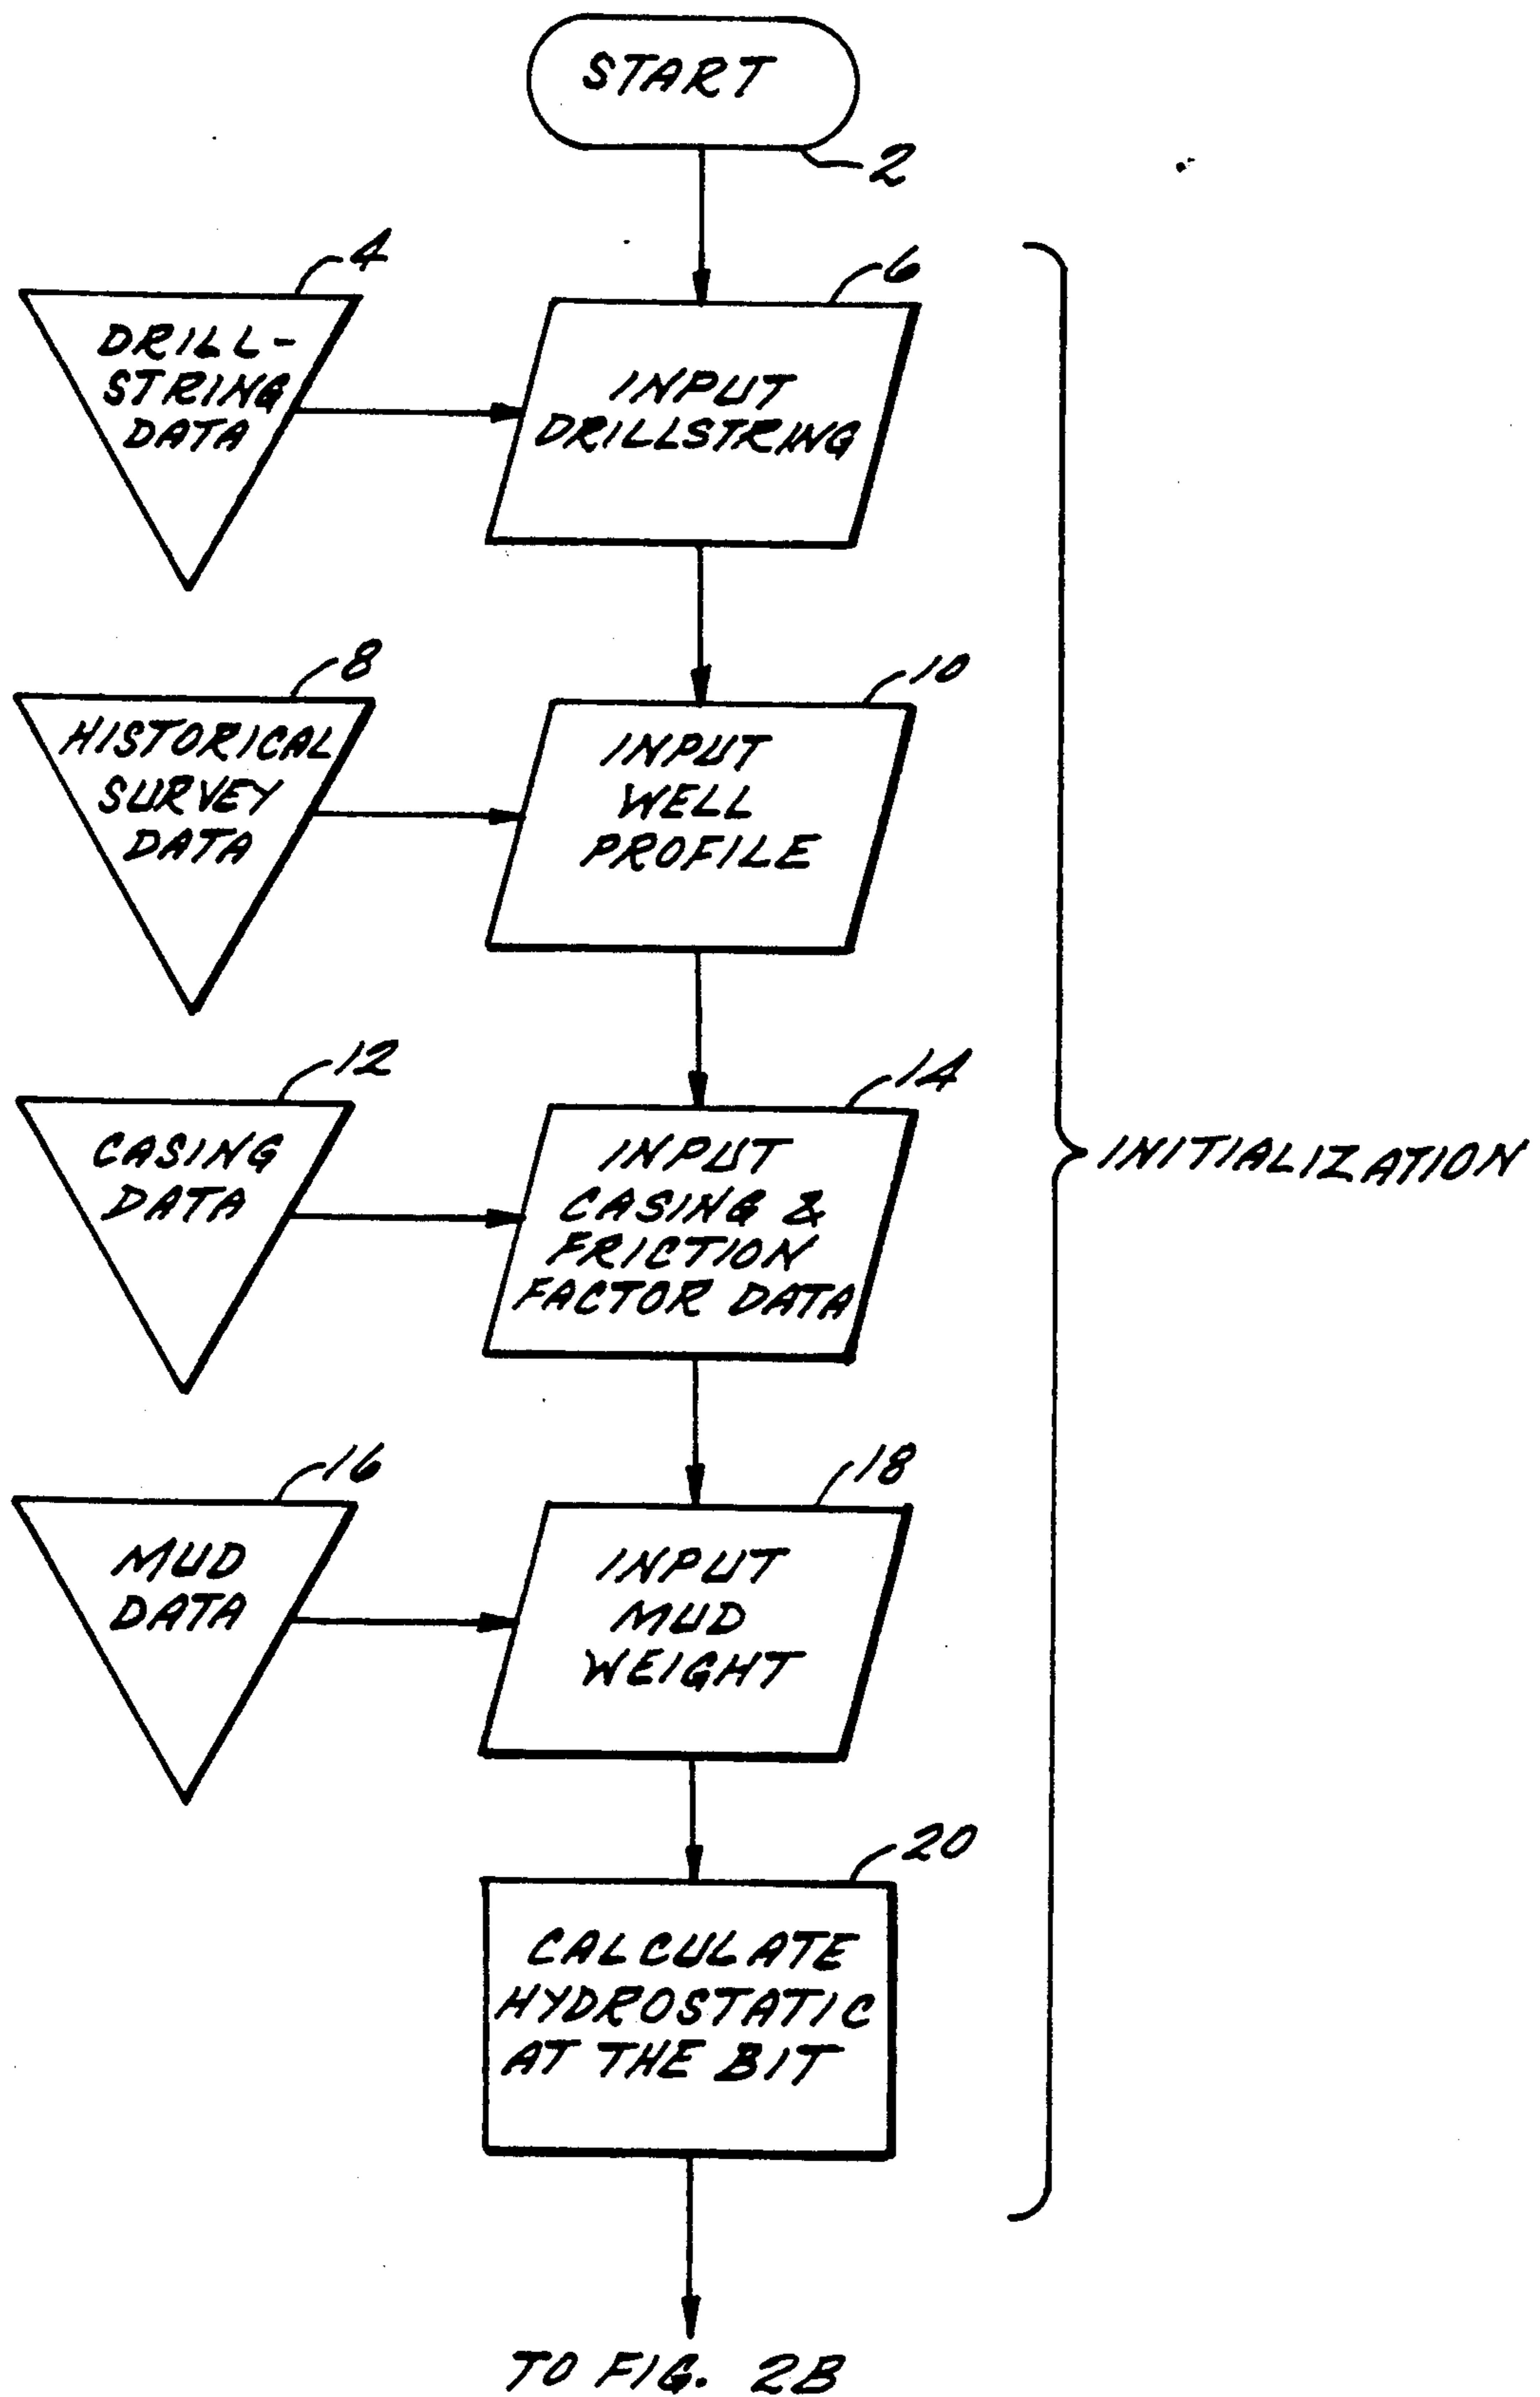 START
2
4
DRILL-
STRING
DATA
6
INPUT
DRILLSTRING
8
HISTORICAL
SURVEY
DATA
10
INPUT
WELL
PROFILE
12
CASING
DATA
14
INPUT
CASING &
FRICTION
FACTOR DATA
INITIALIZATION
16
MUD
DATA
18
INPUT
MUD
WEIGHT
20
CALCULATE
HYDROSTATIC
AT THE BIT
TO FIG. 2B